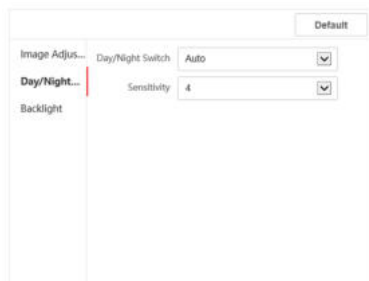 Default
Image Adjus...
Day/Night Switch Auto
Day/Night...
Sensitivity 4
Backlight